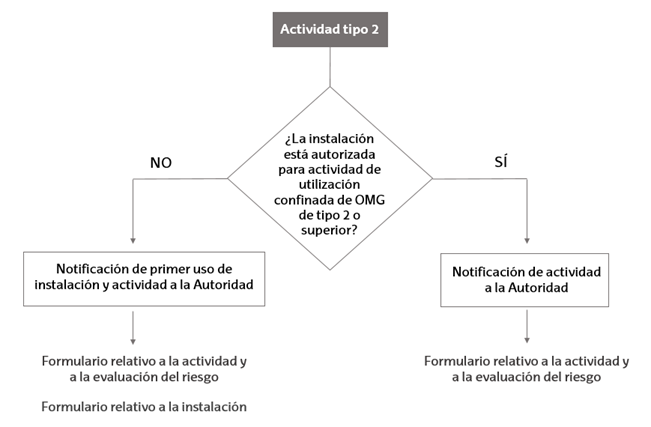 Actividad tipo 2
¿La instalación
está autorizada
para actividad de
utilización
confinada de OMG
de tipo 2 o
superior?
NO
SÍ
Notificación de primer uso de
instalación y actividad a la Autoridad
Notificación de actividad
a la Autoridad
Formulario relativo a la actividad y
a la evaluación del riesgo
Formulario relativo a la instalación
Formulario relativo a la actividad y
a la evaluación del riesgo